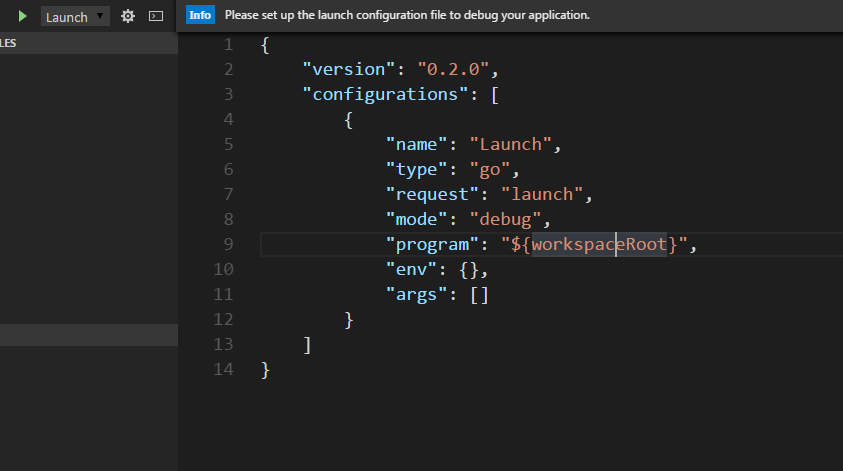 Launch
Info Please set up the launch configuration file to debug your application.
LES
1 {
2     "version": "0.2.0",
3     "configurations": [
4         {
5             "name": "Launch",
6             "type": "go",
7             "request": "launch",
8             "mode": "debug",
9             "program": "${workspaceRoot}",
10             "env": {},
11             "args": []
12         }
13     ]
14 }